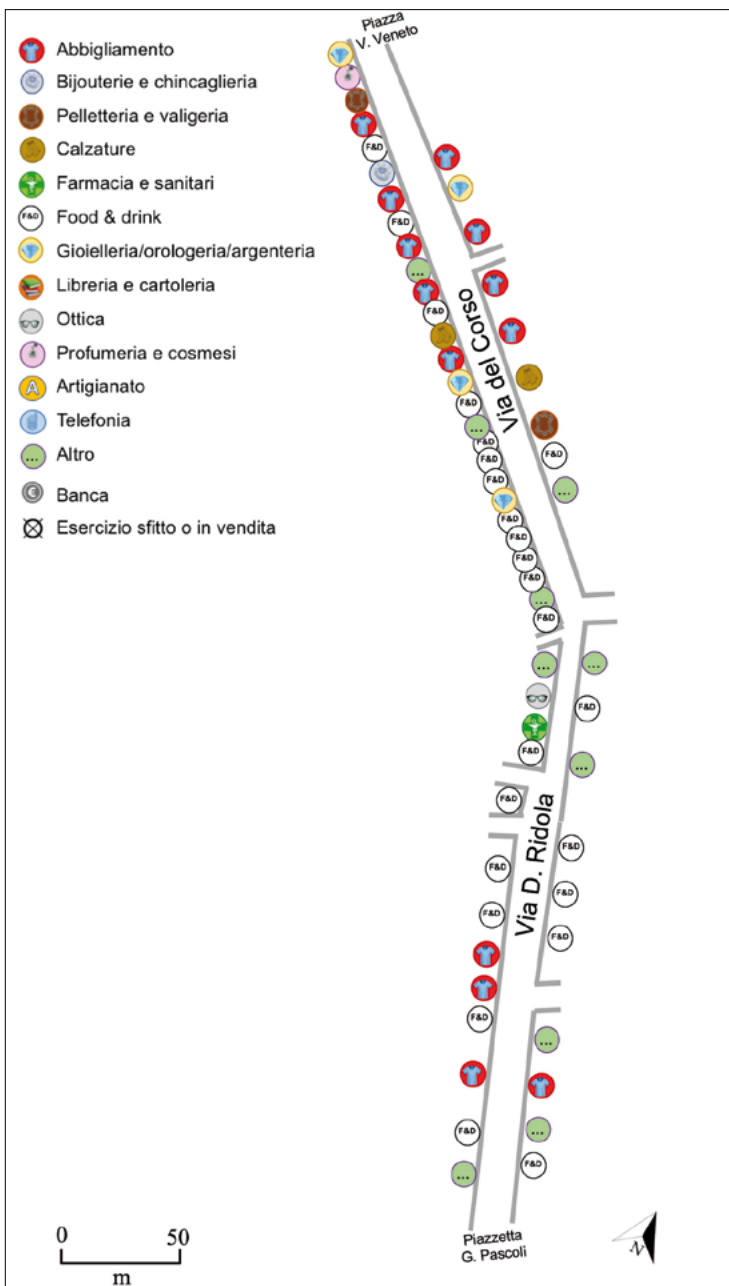 Piazza
V. Veneto
Abbigliamento
Bijouterie e chincaglieria
Pelletteria e valigeria
Calzature
Farmacia e sanitari
F&D Food & drink
Gioielleria/orologeria/argenteria
Libreria e cartoleria
Ottica
Profumeria e cosmesi
A Artigianato
Telefonia
... Altro
€ Banca
Esercizio sfitto o in vendita
F&D
F&D
...
F&D
Via del Corso
F&D
...
F&D
F&D
F&D
F&D
...
F&D
F&D
F&D
F&D
...
F&D
...
...
F&D
F&D
...
F&D
Via D. Ridola
F&D
F&D
F&D
F&D
F&D
F&D
...
...
F&D
F&D
...
Piazzetta
G. Pascoli
0 50
m
N